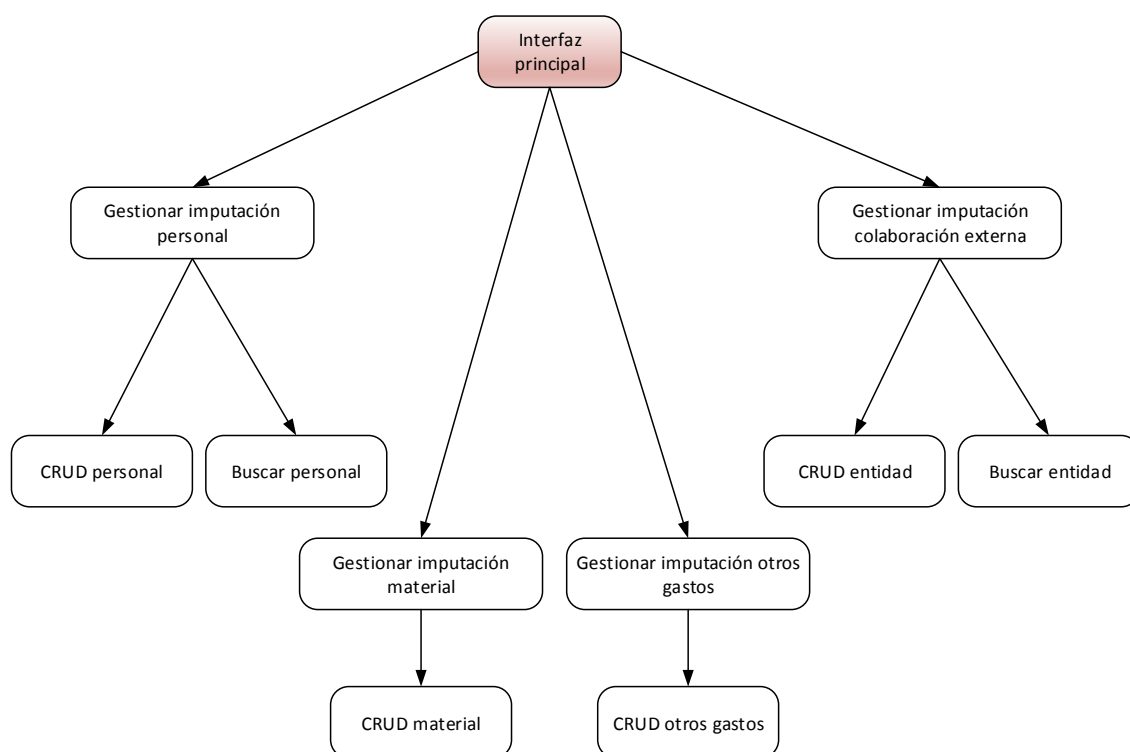 Interfaz
principal
Gestionar imputación
personal
Gestionar imputación
colaboración externa
CRUD personal
Buscar personal
CRUD entidad
Buscar entidad
Gestionar imputación
material
Gestionar imputación otros
gastos
CRUD material
CRUD otros gastos